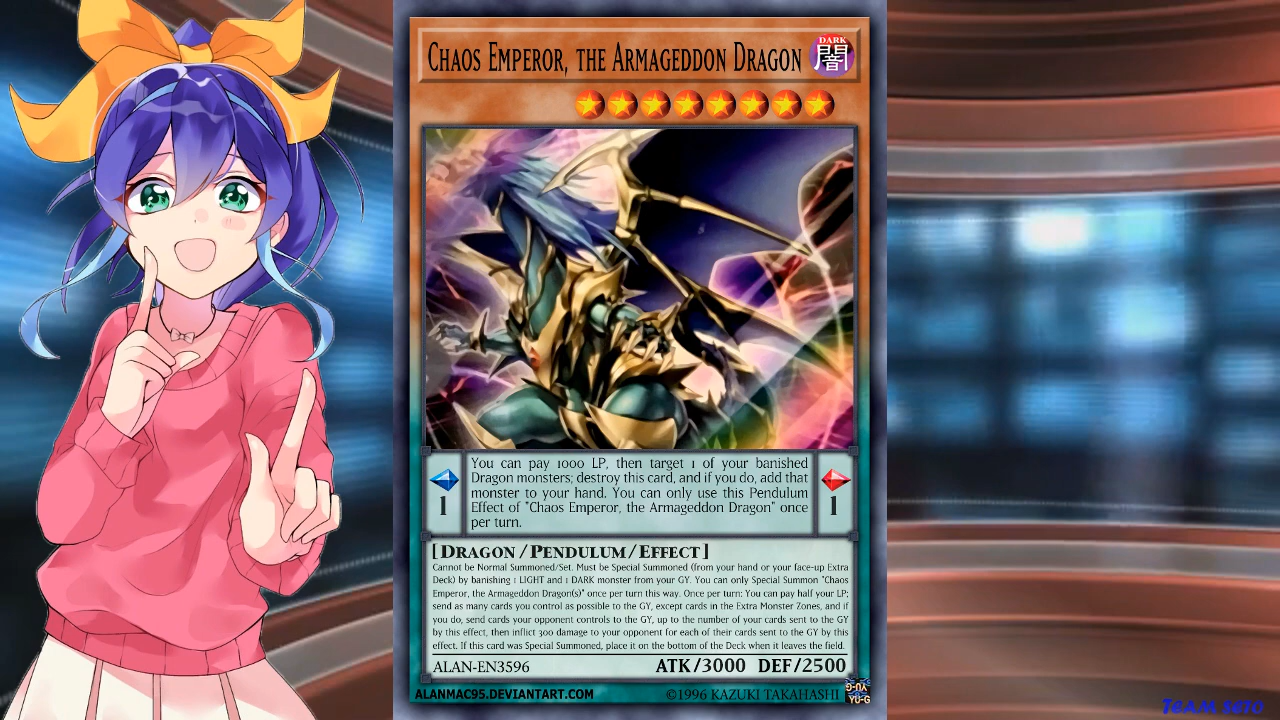 Chaos Emperor, the Armageddon Dragon
DARK
闇
You can pay 1000 LP, then target 1 of your banished
Dragon monsters; destroy this card, and if you do, add that
monster to your hand. You can only use this Pendulum
Effect of "Chaos Emperor, the Armageddon Dragon" once
per turn.
1
1
[ Dragon / Pendulum / Effect ]
Cannot be Normal Summoned/Set. Must be Special Summoned (from your hand or your face-up Extra
Deck) by banishing 1 LIGHT and 1 DARK monster from your GY. You can only Special Summon "Chaos
Emperor, the Armageddon Dragon(s)" once per turn this way. Once per turn: You can pay half your LP;
send as many cards you control as possible to the GY, except cards in the Extra Monster Zones, and if
you do, send cards your opponent controls to the GY, up to the number of your cards sent to the GY
by this effect, then inflict 300 damage to your opponent for each of their cards sent to the GY by this
effect. If this card was Special Summoned, place it on the bottom of the Deck when it leaves the field.
ALAN-EN3596
ATK/3000 DEF/2500
ALANMAC95.DEVIANTART.COM
©1996 KAZUKI TAKAHASHI
Team Seto